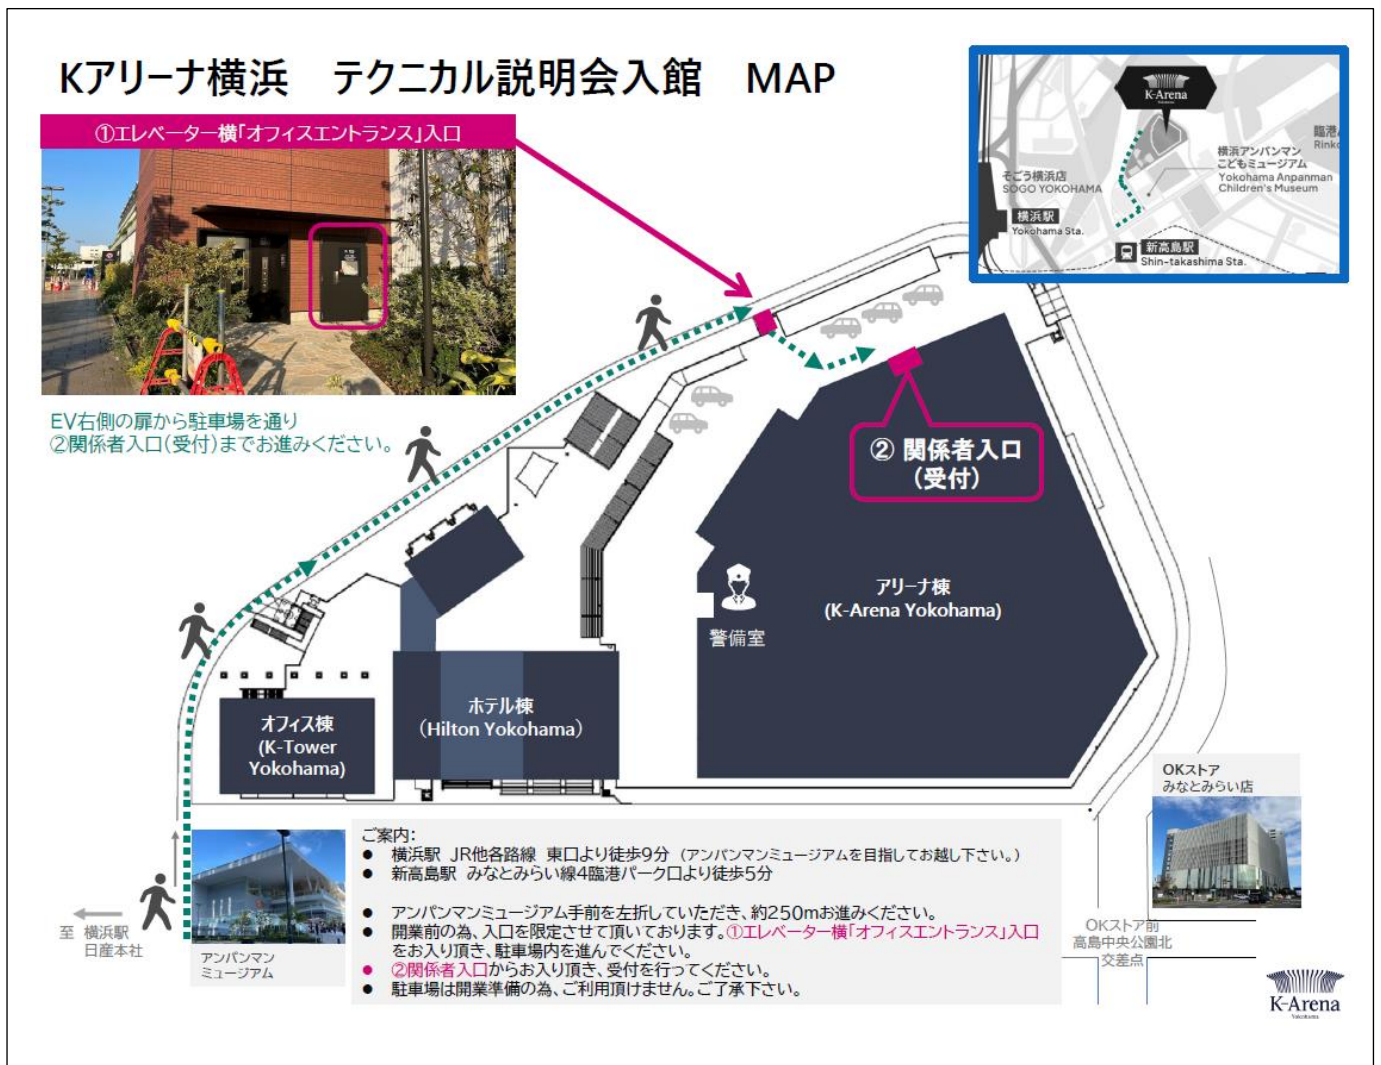 Kアリーナ横浜　テクニカル説明会入館　MAP
①エレベーター横「オフィスエントランス」入口
EV右側の扉から駐車場を通り
②関係者入口(受付)までお進みください。
K-Arena
Yokohama
臨港
Rinko
横浜アンパンマン
こどもミュージアム
Yokohama Anpanman
Children's Museum
そごう横浜店
SOGO YOKOHAMA
横浜駅
Yokohama Sta.
新高島駅
Shin-takashima Sta.
② 関係者入口
(受付)
アリーナ棟
(K-Arena Yokohama)
警備室
ホテル棟
(Hilton Yokohama)
オフィス棟
(K-Tower
Yokohama)
OKストア
みなとみらい店
至 横浜駅
日産本社
アンパンマン
ミュージアム
ご案内:
● 横浜駅 JR他各路線 東口より徒歩9分 (アンパンマンミュージアムを目指してお越し下さい。)
● 新高島駅 みなとみらい線4臨港パーク口より徒歩5分
● アンパンマンミュージアム手前を左折していただき、約250mお進みください。
● 開業前の為、入口を限定させて頂いております。①エレベーター横「オフィスエントランス」入口
をお入り頂き、駐車場内を進んでください。
● ②関係者入口からお入り頂き、受付を行ってください。
● 駐車場は開業準備の為、ご利用頂けません。ご了承下さい。
OKストア前
高島中央公園北
交差点
K-Arena
Yokohama